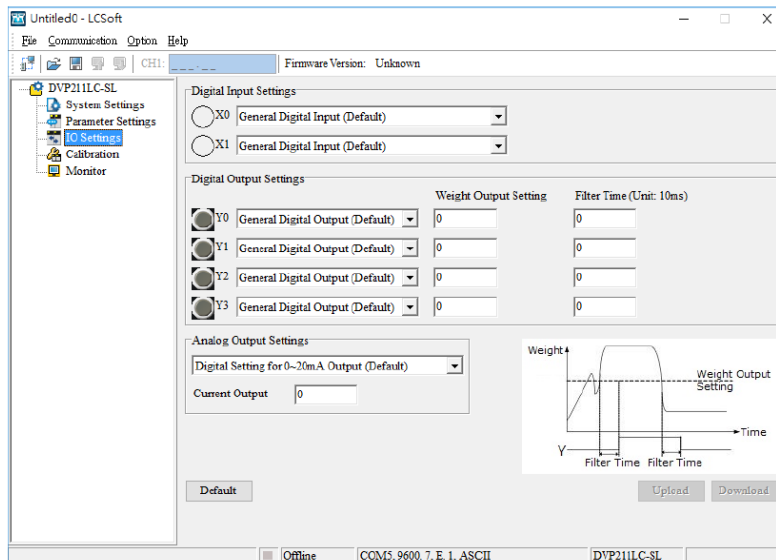 Untitled0 - LCSoft
File Communication Option Help
CH1: ___.__ Firmware Version: Unknown
DVP211LC-SL
System Settings
Parameter Settings
IO Settings
Calibration
Monitor
Digital Input Settings
X0 General Digital Input (Default)
X1 General Digital Input (Default)
Digital Output Settings
Weight Output Setting Filter Time (Unit: 10ms)
Y0 General Digital Output (Default) 0 0
Y1 General Digital Output (Default) 0 0
Y2 General Digital Output (Default) 0 0
Y3 General Digital Output (Default) 0 0
Analog Output Settings
Digital Setting for 0~20mA Output (Default)
Current Output 0
Weight
Weight Output
Setting
Time
Y
Filter Time Filter Time
Default Upload Download
Offline COM5, 9600, 7, E, 1, ASCII DVP211LC-SL